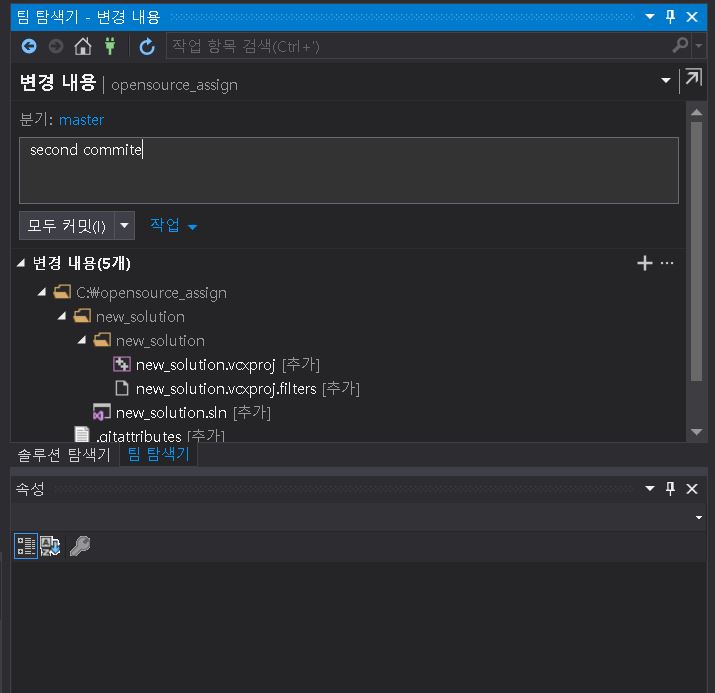 팀 탐색기 - 변경 내용
작업 항목 검색(Ctrl+')
변경 내용 | opensource_assign
분기: master
second commite
모두 커밋(I) 작업
변경 내용(5개)
C:₩opensource_assign
new_solution
new_solution
new_solution.vcxproj [추가]
new_solution.vcxproj.filters [추가]
new_solution.sln [추가]
.gitattributes [추가]
솔루션 탐색기 팀 탐색기
속성